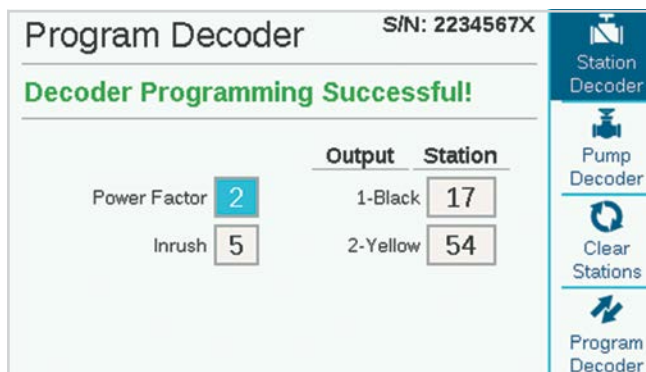 Program Decoder
S/N: 2234567X
Decoder Programming Successful!
Output Station
Power Factor 2 1-Black 17
Inrush 5 2-Yellow 54
Station
Decoder
Pump
Decoder
Clear
Stations
Program
Decoder